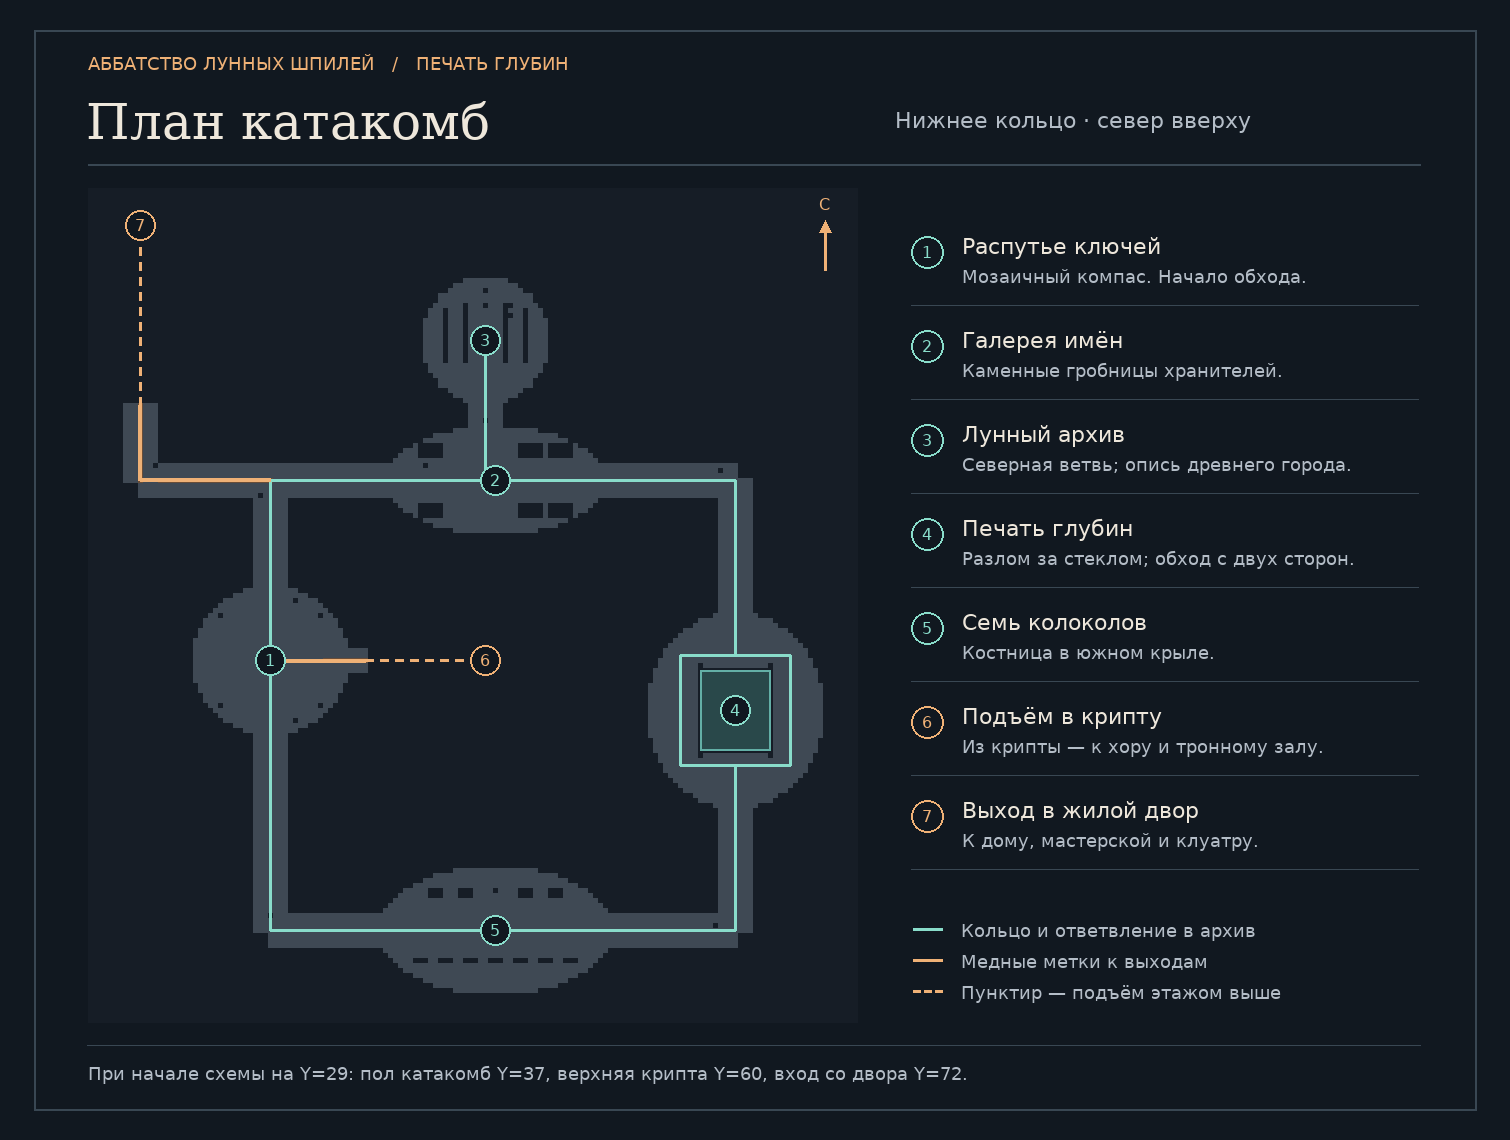 АББАТСТВО ЛУННЫХ ШПИЛЕЙ / ПЕЧАТЬ ГЛУБИН
План катакомб
Нижнее кольцо · север вверху
С
7
3
2
1
6
4
5
1 Распутье ключей
Мозаичный компас. Начало обхода.
2 Галерея имён
Каменные гробницы хранителей.
3 Лунный архив
Северная ветвь; опись древнего города.
4 Печать глубин
Разлом за стеклом; обход с двух сторон.
5 Семь колоколов
Костница в южном крыле.
6 Подъём в крипту
Из крипты — к хору и тронному залу.
7 Выход в жилой двор
К дому, мастерской и клуатру.
Кольцо и ответвление в архив
Медные метки к выходам
Пунктир — подъём этажом выше
При начале схемы на Y=29: пол катакомб Y=37, верхняя крипта Y=60, вход со двора Y=72.